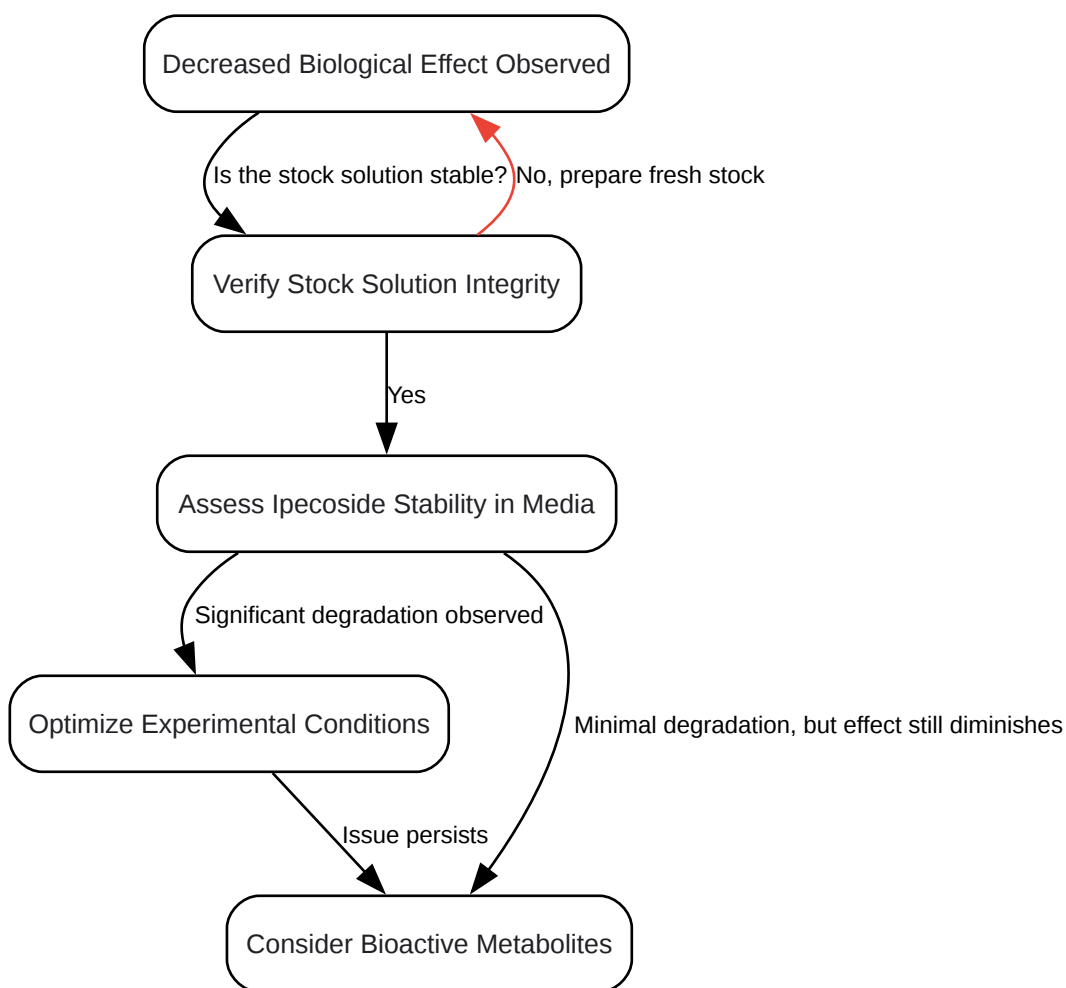 Decreased Biological Effect Observed
Is the stock solution stable?
No, prepare fresh stock
Verify Stock Solution Integrity
Yes
Assess Ipecoside Stability in Media
Significant degradation observed
Optimize Experimental Conditions
Minimal degradation, but effect still diminishes
Issue persists
Consider Bioactive Metabolites